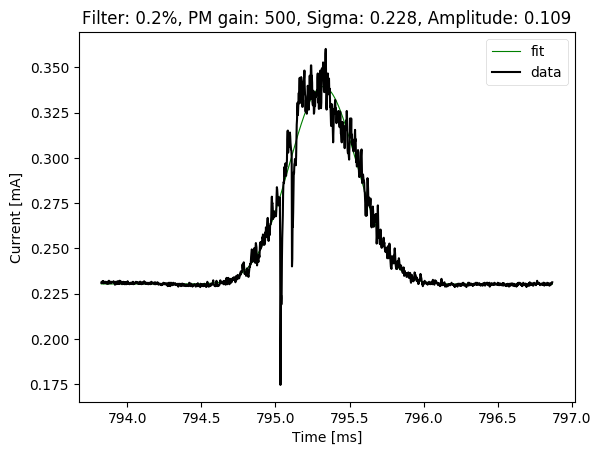 Filter: 0.2%, PM gain: 500, Sigma: 0.228, Amplitude: 0.109
fit
data
0.350
0.325
0.300
0.275
0.250
0.225
0.200
0.175
Current [mA]
794.0 794.5 795.0 795.5 796.0 796.5 797.0
Time [ms]